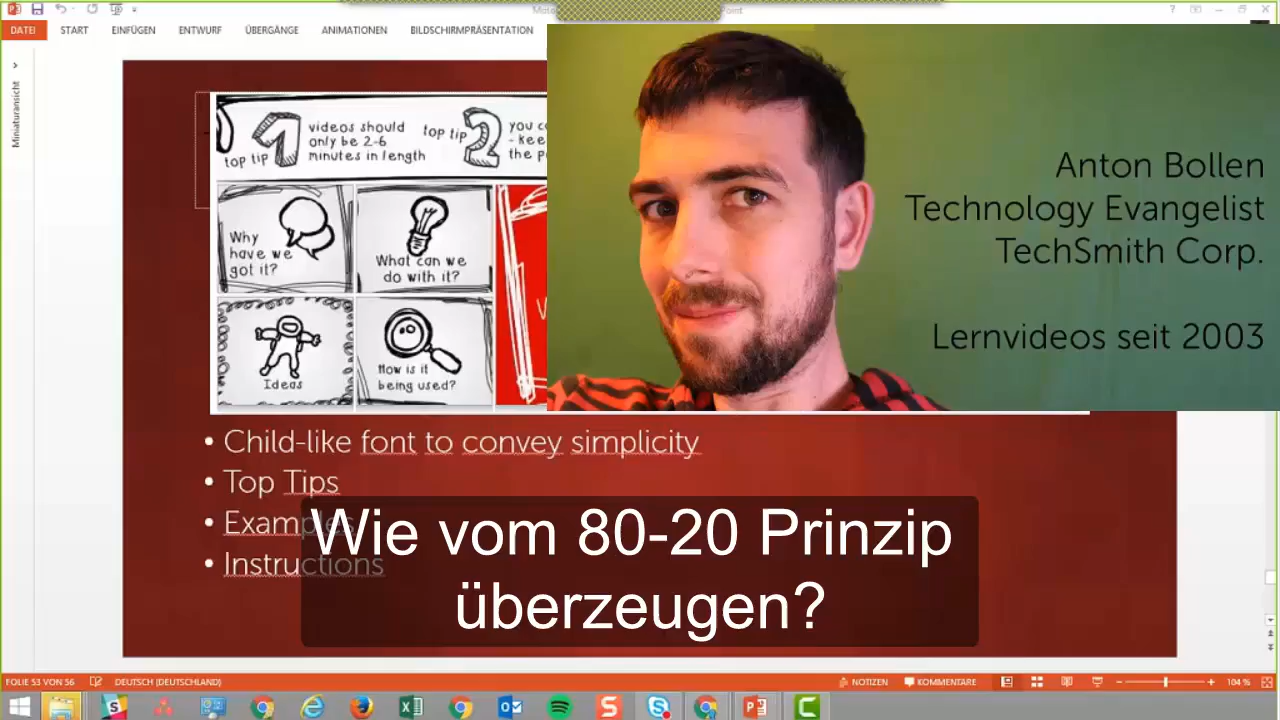 DATEI START EINFÜGEN ENTWURF ÜBERGÄNGE ANIMATIONEN BILDSCHIRMPRÄSENTATION
Miniaturansicht
top tip 1 videos should
only be 2-6
minutes in length
top tip 2
Why
have we
got it?
What can we
do with it?
Ideas
How is it
being used?
Anton Bollen
Technology Evangelist
TechSmith Corp.
Lernvideos seit 2003
• Child-like font to convey simplicity
• Top Tips
• Examples
• Instructions
Wie vom 80-20 Prinzip
überzeugen?
FOLIE 53 VON 56 DEUTSCH (DEUTSCHLAND) NOTIZEN KOMMENTARE 104 %